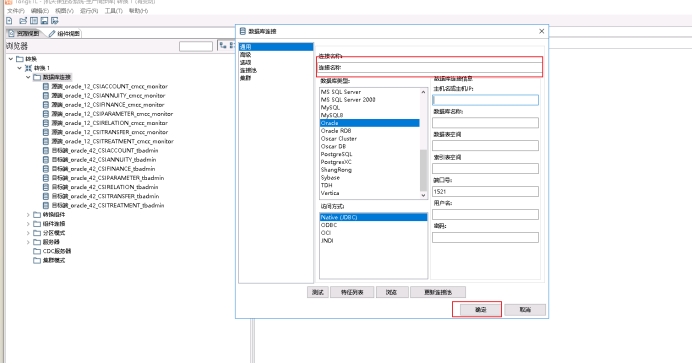 文件(F) 编辑(E) 视图(V) 运行(R) 工具(T) 帮助(H)
资源视图 组件视图
浏览器
转换
转换 1
数据库连接
源端_oracle_12_CSIACCOUNT_cmcc_monitor
源端_oracle_12_CSIANNUITY_cmcc_monitor
源端_oracle_12_CSIFINANCE_cmcc_monitor
源端_oracle_12_CSIPARAMETER_cmcc_monitor
源端_oracle_12_CSIRELATION_cmcc_monitor
源端_oracle_12_CSITRANSFER_cmcc_monitor
源端_oracle_12_CSITREATMENT_cmcc_monitor
目标端_oracle_42_CSIACCOUNT_tbadmin
目标端_oracle_42_CSIANNUITY_tbadmin
目标端_oracle_42_CSIFINANCE_tbadmin
目标端_oracle_42_CSIPARAMETER_tbadmin
目标端_oracle_42_CSIRELATION_tbadmin
目标端_oracle_42_CSITRANSFER_tbadmin
目标端_oracle_42_CSITREATMENT_tbadmin
转换组件
组件连接
分区模式
服务器
CDC服务器
集群模式
数据库连接
通用
高级
选项
连接池
集群
连接名称:
连接名称
数据库类型:
MS SQL Server
MS SQL Server 2000
MySQL
MySQL8
Oracle
Oracle RDB
Oscar Cluster
Oscar DB
PostgreSQL
PostgresXC
ShangRong
Sybase
TDH
Vertica
访问方式:
Native (JDBC)
ODBC
OCI
JNDI
数据库连接信息
主机名或主机IP:
数据库名称:
数据表空间
索引表空间
端口号:
1521
用户名:
密码:
测试 特征列表 浏览 更新连接池
确定 取消